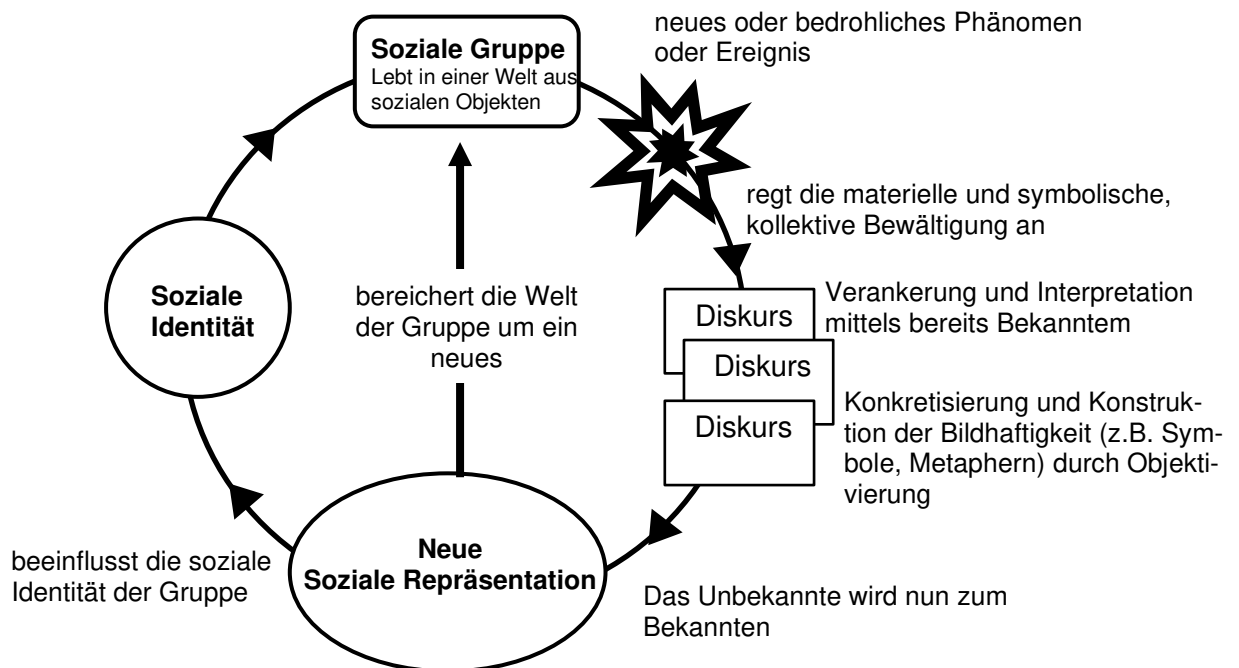 neues oder bedrohliches Phänomen
oder Ereignis
Soziale Gruppe
Lebt in einer Welt aus
sozialen Objekten
regt die materielle und symbolische,
kollektive Bewältigung an
Soziale
Identität
bereichert die Welt
der Gruppe um ein
neues
Diskurs
Verankerung und Interpretation
mittels bereits Bekanntem
Diskurs
Diskurs
Konkretisierung und Konstruk-
tion der Bildhaftigkeit (z.B. Sym-
bole, Metaphern) durch Objekti-
vierung
Neue
Soziale Repräsentation
beeinflusst die soziale
Identität der Gruppe
Das Unbekannte wird nun zum
Bekannten